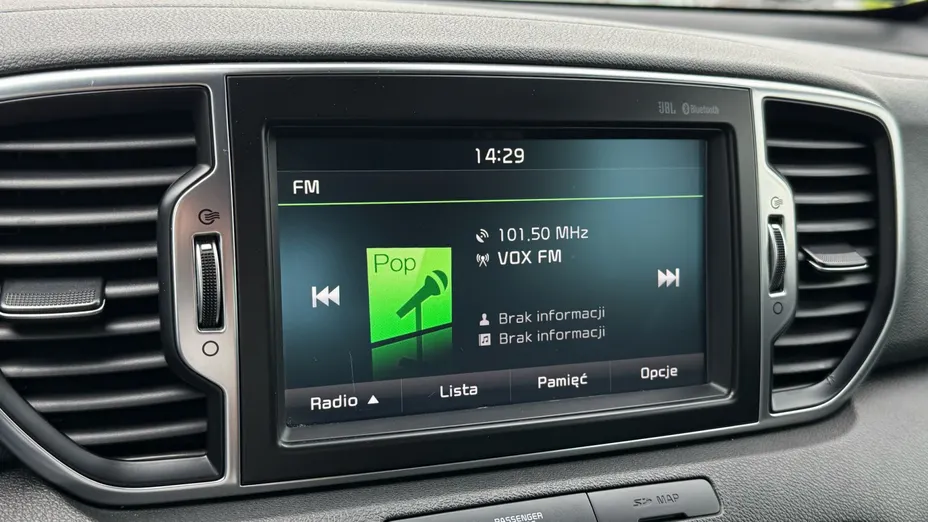 JBL Bluetooth
14:29
FM
Pop
101.50 MHz
VOX FM
Brak informacji
Brak informacji
Radio ▲
Lista
Pamięć
Opcje
PASSENGER
MAP